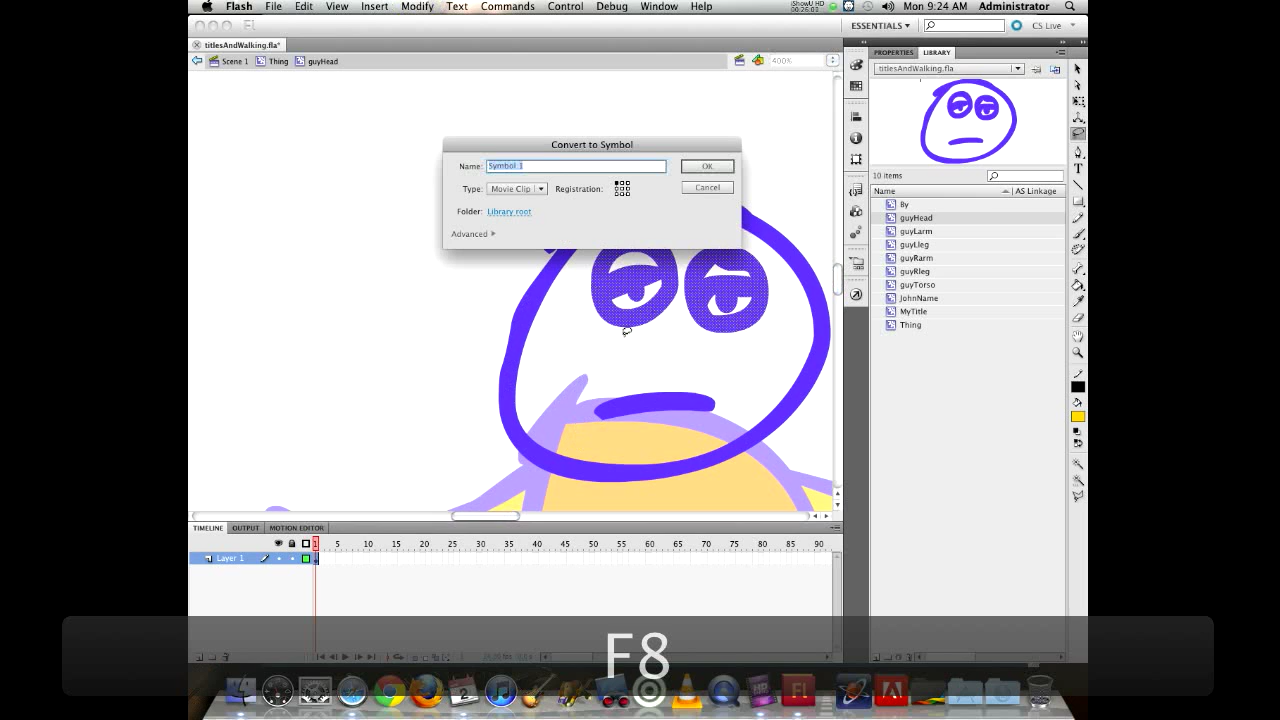 Flash File Edit View Insert Modify Text Commands Control Debug Window Help Mon 9:24 AM Administrator
ESSENTIALS CS Live
titlesAndWalking.fla*
Scene 1 Thing guyHead 400%
PROPERTIES LIBRARY
titlesAndWalking.fla
10 items
Name AS Linkage
By
guyHead
guyLarm
guyLleg
guyRarm
guyRleg
guyTorso
JohnName
MyTitle
Thing
Convert to Symbol
Name: Symbol 1 OK
Type: Movie Clip Registration: Cancel
Folder: Library root
Advanced
TIMELINE OUTPUT MOTION EDITOR
1 5 10 15 20 25 30 35 40 45 50 55 60 65 70 75 80 85 90
Layer 1
F8